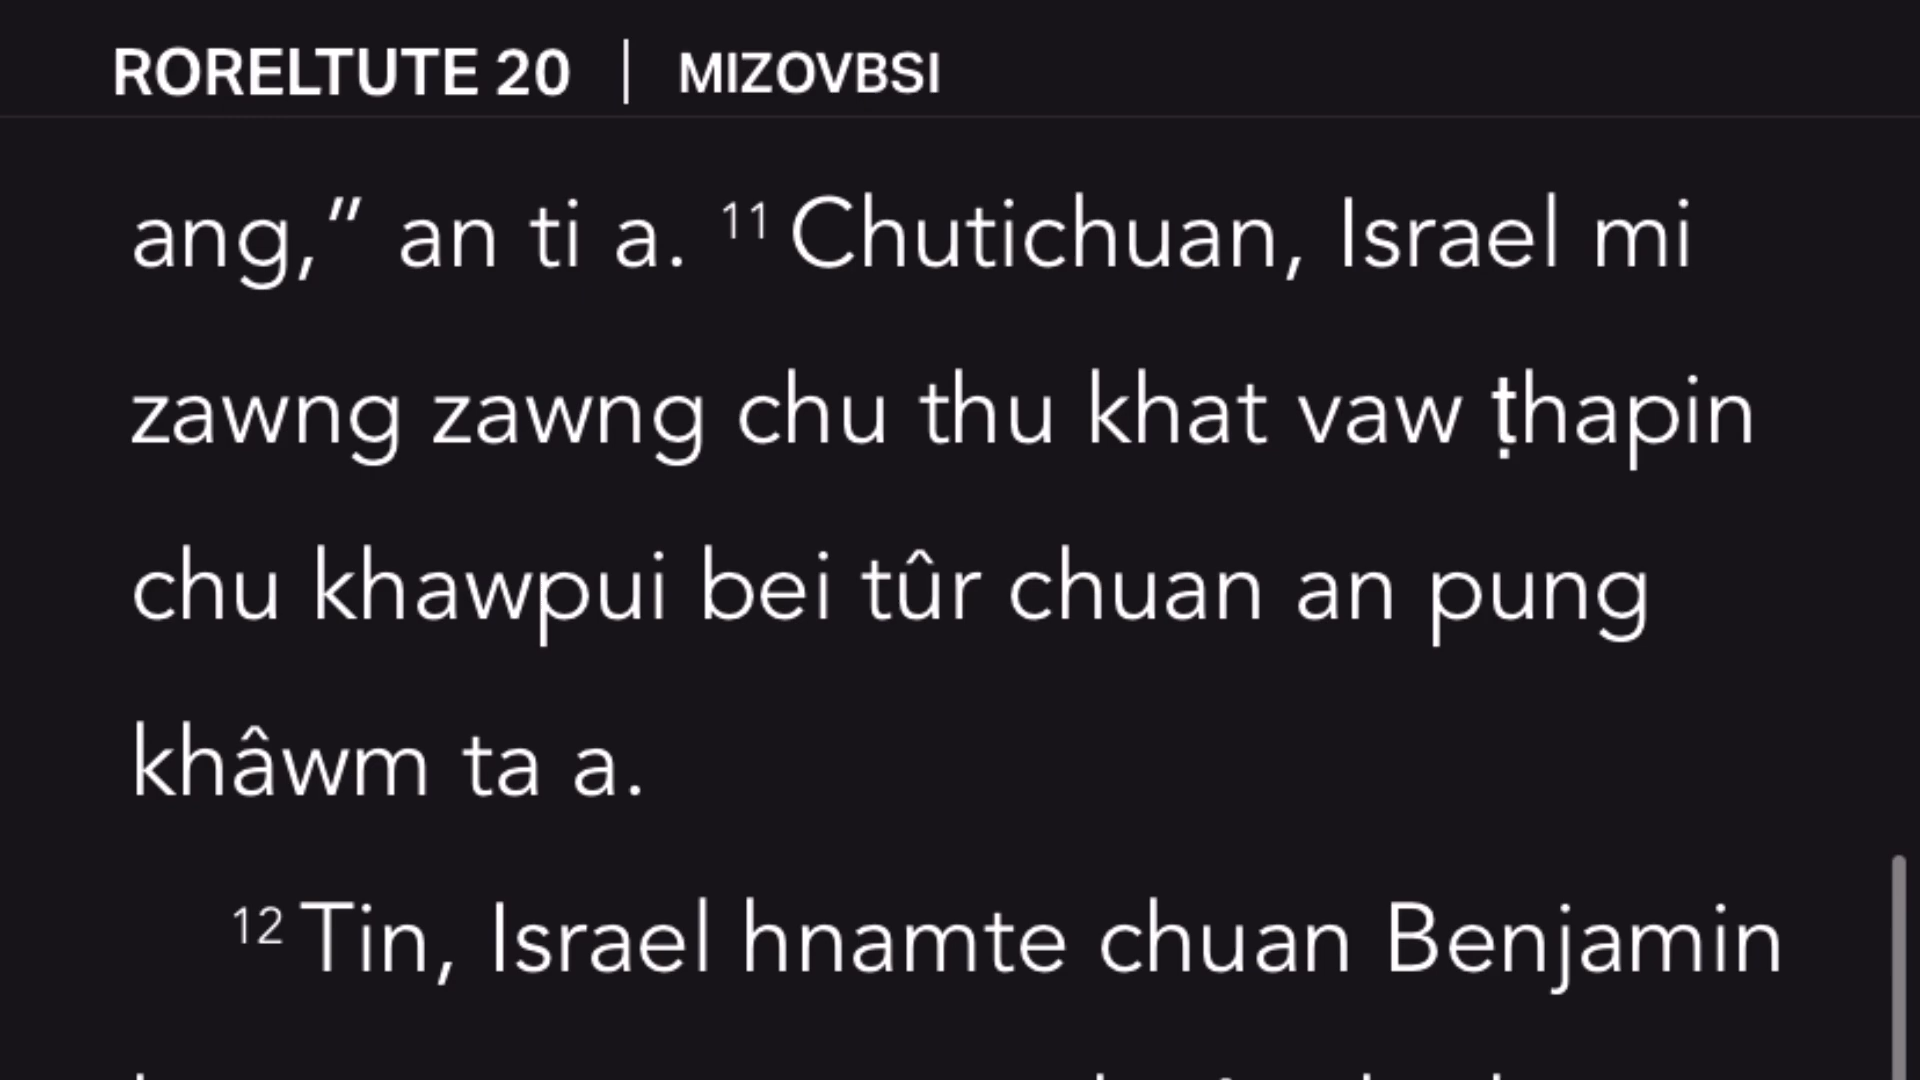 RORELTUTE 20 | MIZOVBSI
ang,” an ti a. 11 Chutichuan, Israel mi
zawng zawng chu thu khat vaw ṭhapin
chu khawpui bei tûr chuan an pung
khâwm ta a.
12 Tin, Israel hnamte chuan Benjamin